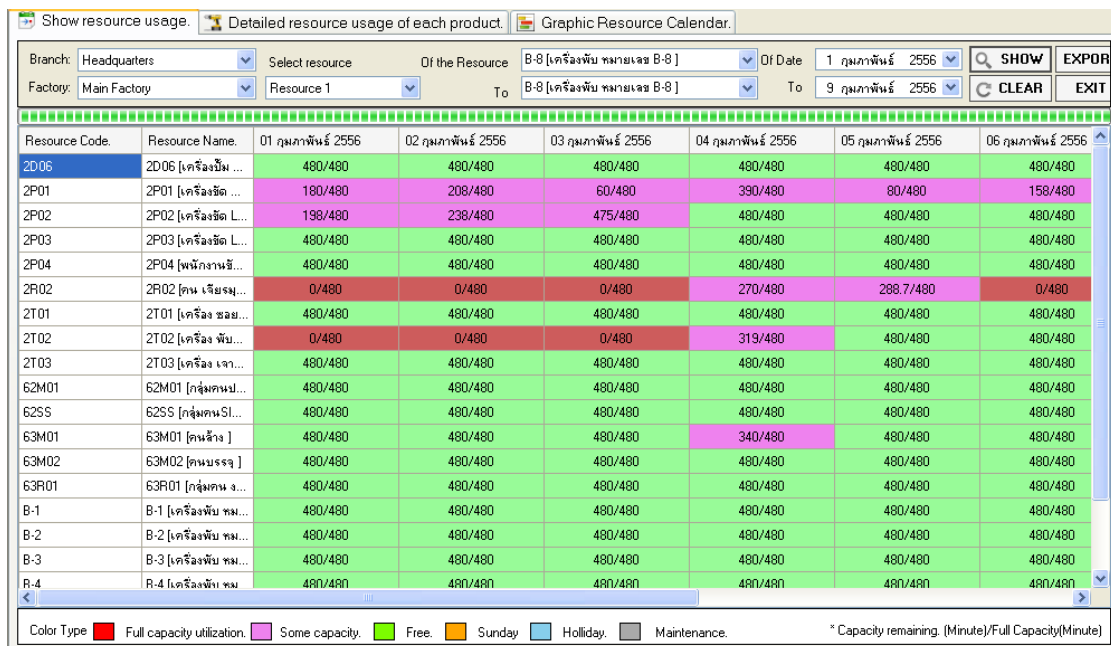 Show resource usage. Detailed resource usage of each product. Graphic Resource Calendar.
Branch: Headquarters Select resource Of the Resource B-8 [เครื่องพับ หมายเลข B-8 ] Of Date 1 กุมภาพันธ์ 2556 SHOW EXPOR
Factory: Main Factory Resource 1 To B-8 [เครื่องพับ หมายเลข B-8 ] To 9 กุมภาพันธ์ 2556 CLEAR EXIT
Resource Code. Resource Name. 01 กุมภาพันธ์ 2556 02 กุมภาพันธ์ 2556 03 กุมภาพันธ์ 2556 04 กุมภาพันธ์ 2556 05 กุมภาพันธ์ 2556 06 กุมภาพันธ์ 2556
2D06 2D06 [เครื่องปั๊ม ... 480/480 480/480 480/480 480/480 480/480 480/480
2P01 2P01 [เครื่องขัด ... 180/480 208/480 60/480 390/480 80/480 158/480
2P02 2P02 [เครื่องขัด L... 198/480 238/480 475/480 480/480 480/480 480/480
2P03 2P03 [เครื่องขัด L... 480/480 480/480 480/480 480/480 480/480 480/480
2P04 2P04 [พนักงานขั... 480/480 480/480 480/480 480/480 480/480 480/480
2R02 2R02 [คน เจียรมุ... 0/480 0/480 0/480 270/480 288.7/480 0/480
2T01 2T01 [เครื่อง ซอย... 480/480 480/480 480/480 480/480 480/480 480/480
2T02 2T02 [เครื่อง พับ... 0/480 0/480 0/480 319/480 480/480 480/480
2T03 2T03 [เครื่อง เจา... 480/480 480/480 480/480 480/480 480/480 480/480
62M01 62M01 [กลุ่มคนป... 480/480 480/480 480/480 480/480 480/480 480/480
62SS 62SS [กลุ่มคนSl... 480/480 480/480 480/480 480/480 480/480 480/480
63M01 63M01 [คนล้าง ] 480/480 480/480 480/480 340/480 480/480 480/480
63M02 63M02 [คนบรรจุ ] 480/480 480/480 480/480 480/480 480/480 480/480
63R01 63R01 [กลุ่มคน ง... 480/480 480/480 480/480 480/480 480/480 480/480
B-1 B-1 [เครื่องพับ หม... 480/480 480/480 480/480 480/480 480/480 480/480
B-2 B-2 [เครื่องพับ หม... 480/480 480/480 480/480 480/480 480/480 480/480
B-3 B-3 [เครื่องพับ หม... 480/480 480/480 480/480 480/480 480/480 480/480
B-4 B-4 [เครื่องพับ หม 480/480 480/480 480/480 480/480 480/480 480/480
Color Type Full capacity utilization. Some capacity. Free. Sunday Holliday. Maintenance. * Capacity remaining. (Minute)/Full Capacity(Minute)